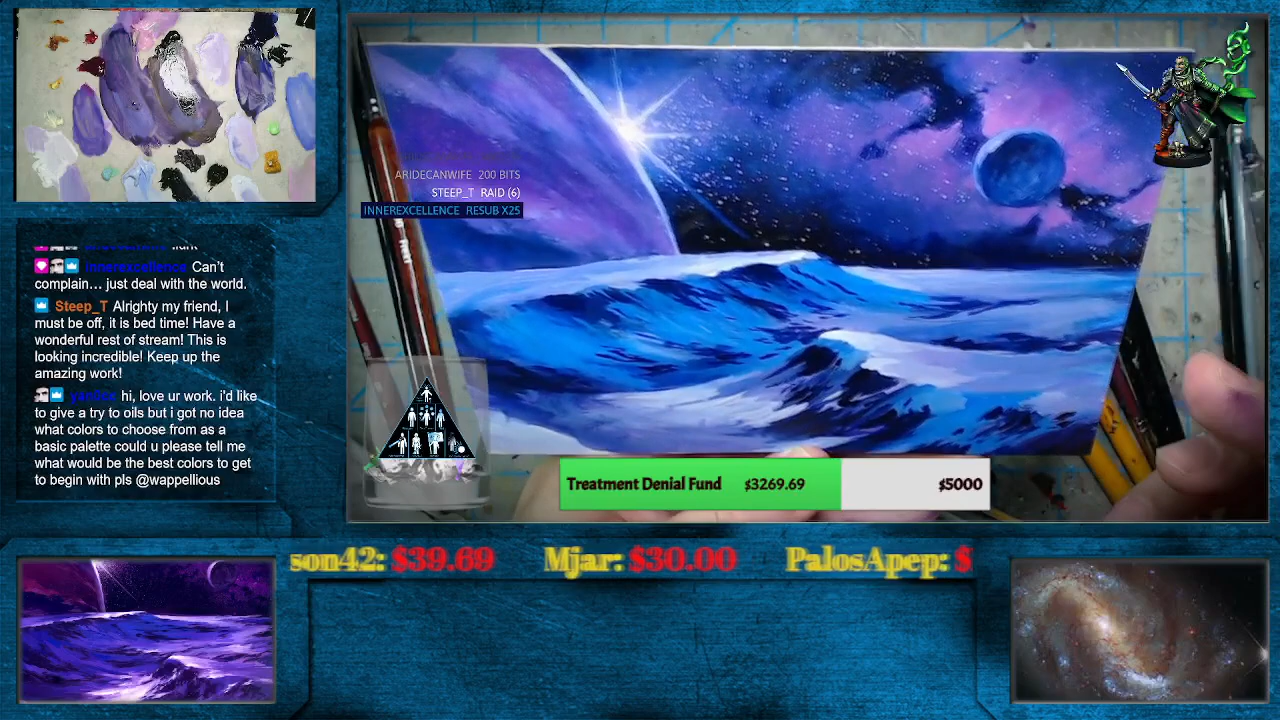 ARIDECANWIFE 200 BITS
STEEP_T RAID (6)
INNEREXCELLENCE RESUB X25
innerexcellence Can't
complain… just deal with the world.
Steep_T Alrighty my friend, I
must be off, it is bed time! Have a
wonderful rest of stream! This is
looking incredible! Keep up the
amazing work!
hi, love ur work. i'd like
to give a try to oils but i got no idea
what colors to choose from as a
basic palette could u please tell me
what would be the best colors to get
to begin with pls @wappellious
Treatment Denial Fund $3269.69 $5000
son42: $39.69 Mjar: $30.00 PalosApep: $